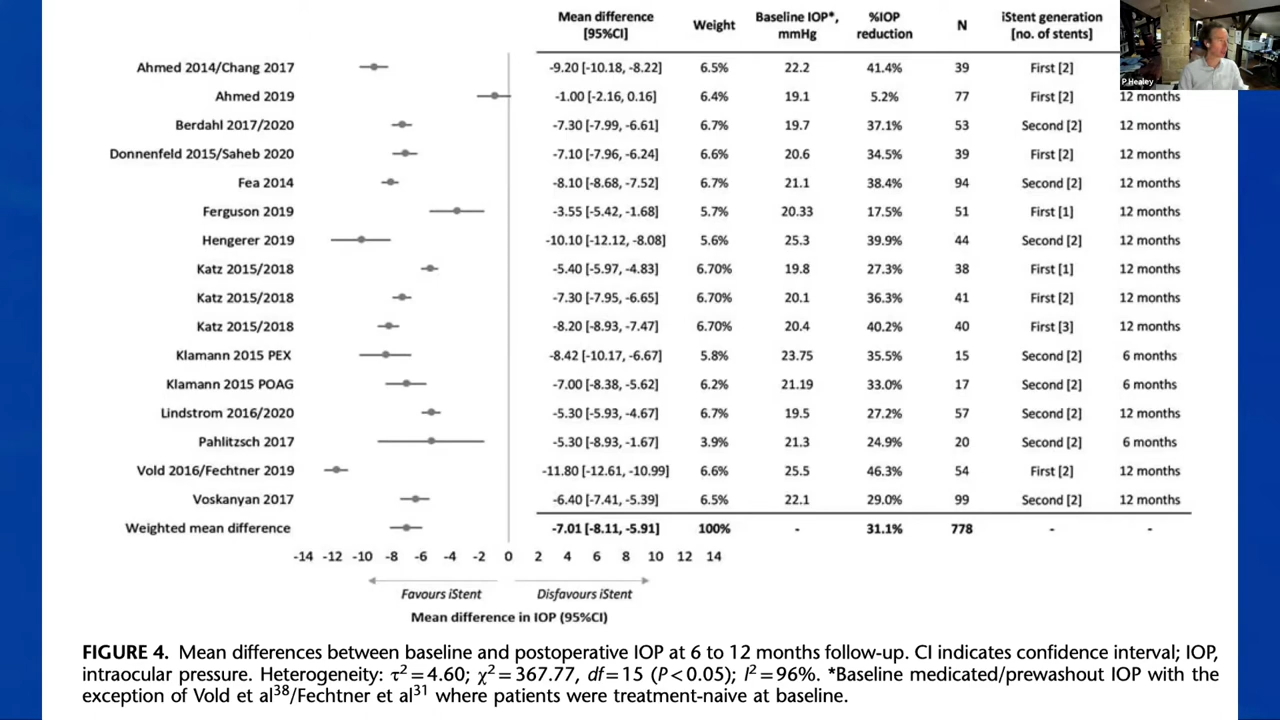 Mean difference [95%CI] Weight Baseline IOP*, mmHg %IOP reduction N iStent generation [no. of stents]
P Healey
Ahmed 2014/Chang 2017 -9.20 [-10.18, -8.22] 6.5% 22.2 41.4% 39 First [2]
Ahmed 2019 -1.00 [-2.16, 0.16] 6.4% 19.1 5.2% 77 First [2] 12 months
Berdahl 2017/2020 -7.30 [-7.99, -6.61] 6.7% 19.7 37.1% 53 Second [2] 12 months
Donnenfeld 2015/Saheb 2020 -7.10 [-7.96, -6.24] 6.6% 20.6 34.5% 39 First [2] 12 months
Fea 2014 -8.10 [-8.68, -7.52] 6.7% 21.1 38.4% 94 Second [2] 12 months
Ferguson 2019 -3.55 [-5.42, -1.68] 5.7% 20.33 17.5% 51 First [1] 12 months
Hengerer 2019 -10.10 [-12.12, -8.08] 5.6% 25.3 39.9% 44 Second [2] 12 months
Katz 2015/2018 -5.40 [-5.97, -4.83] 6.70% 19.8 27.3% 38 First [1] 12 months
Katz 2015/2018 -7.30 [-7.95, -6.65] 6.70% 20.1 36.3% 41 First [2] 12 months
Katz 2015/2018 -8.20 [-8.93, -7.47] 6.70% 20.4 40.2% 40 First [3] 12 months
Klamann 2015 PEX -8.42 [-10.17, -6.67] 5.8% 23.75 35.5% 15 Second [2] 6 months
Klamann 2015 POAG -7.00 [-8.38, -5.62] 6.2% 21.19 33.0% 17 Second [2] 6 months
Lindstrom 2016/2020 -5.30 [-5.93, -4.67] 6.7% 19.5 27.2% 57 Second [2] 12 months
Pahlitzsch 2017 -5.30 [-8.93, -1.67] 3.9% 21.3 24.9% 20 Second [2] 6 months
Vold 2016/Fechtner 2019 -11.80 [-12.61, -10.99] 6.6% 25.5 46.3% 54 First [2] 12 months
Voskanyan 2017 -6.40 [-7.41, -5.39] 6.5% 22.1 29.0% 99 Second [2] 12 months
Weighted mean difference -7.01 [-8.11, -5.91] 100% - 31.1% 778 - -
-14 -12 -10 -8 -6 -4 -2 0 2 4 6 8 10 12 14
Favours iStent Disfavours iStent
Mean difference in IOP (95%CI)
FIGURE 4. Mean differences between baseline and postoperative IOP at 6 to 12 months follow-up. CI indicates confidence interval; IOP,
intraocular pressure. Heterogeneity: τ²=4.60; χ²=367.77, df=15 (P<0.05); I²=96%. *Baseline medicated/prewashout IOP with the
exception of Vold et al³⁸/Fechtner et al³¹ where patients were treatment-naive at baseline.